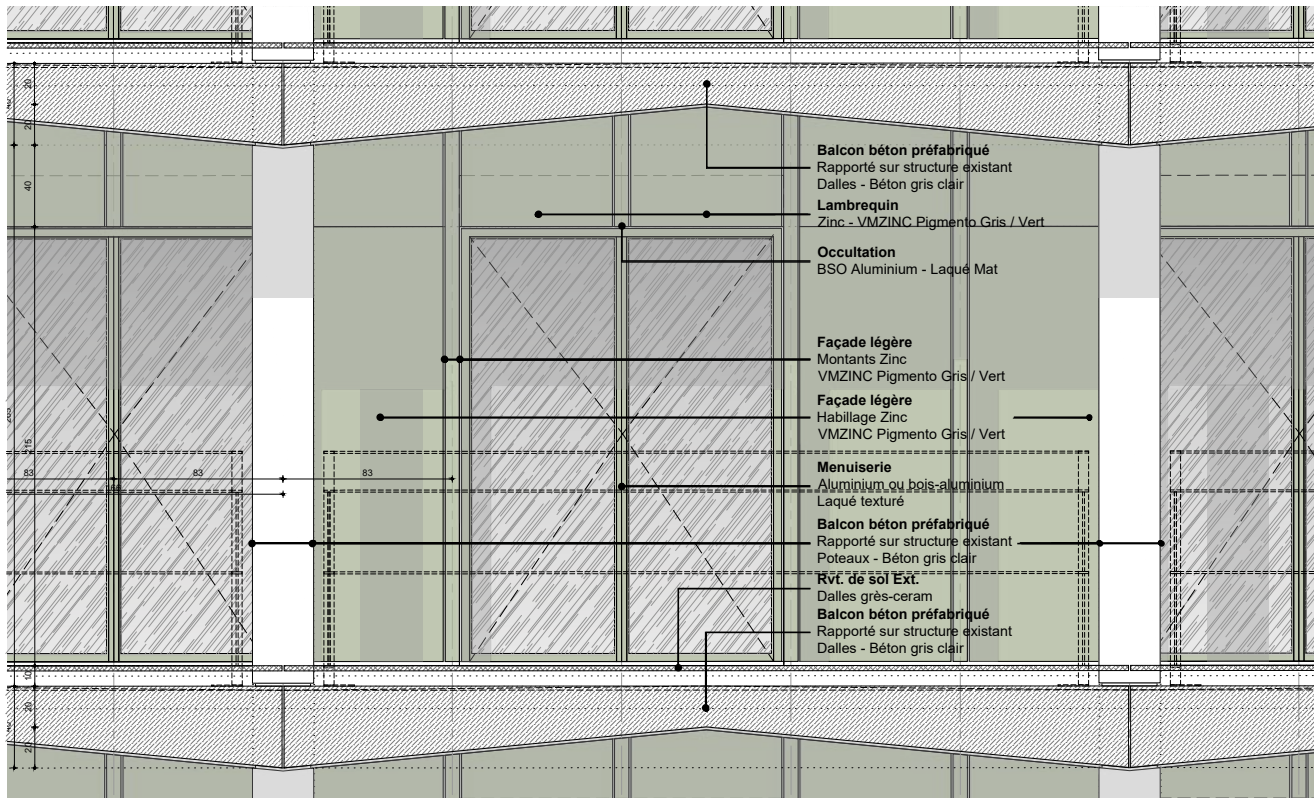 Balcon béton préfabriqué
Rapporté sur structure existant
Dalles - Béton gris clair
Lambrequin
Zinc - VMZINC Pigmento Gris / Vert
Occultation
BSO Aluminium - Laqué Mat
Façade légère
Montants Zinc
VMZINC Pigmento Gris / Vert
Façade légère
Habillage Zinc
VMZINC Pigmento Gris / Vert
Menuiserie
Aluminium ou bois-aluminium
Laqué texturé
Balcon béton préfabriqué
Rapporté sur structure existant
Poteaux - Béton gris clair
Rvt. de sol Ext.
Dalles grès-ceram
Balcon béton préfabriqué
Rapporté sur structure existant
Dalles - Béton gris clair
20
20
40
215
83
83
83
10
20
20